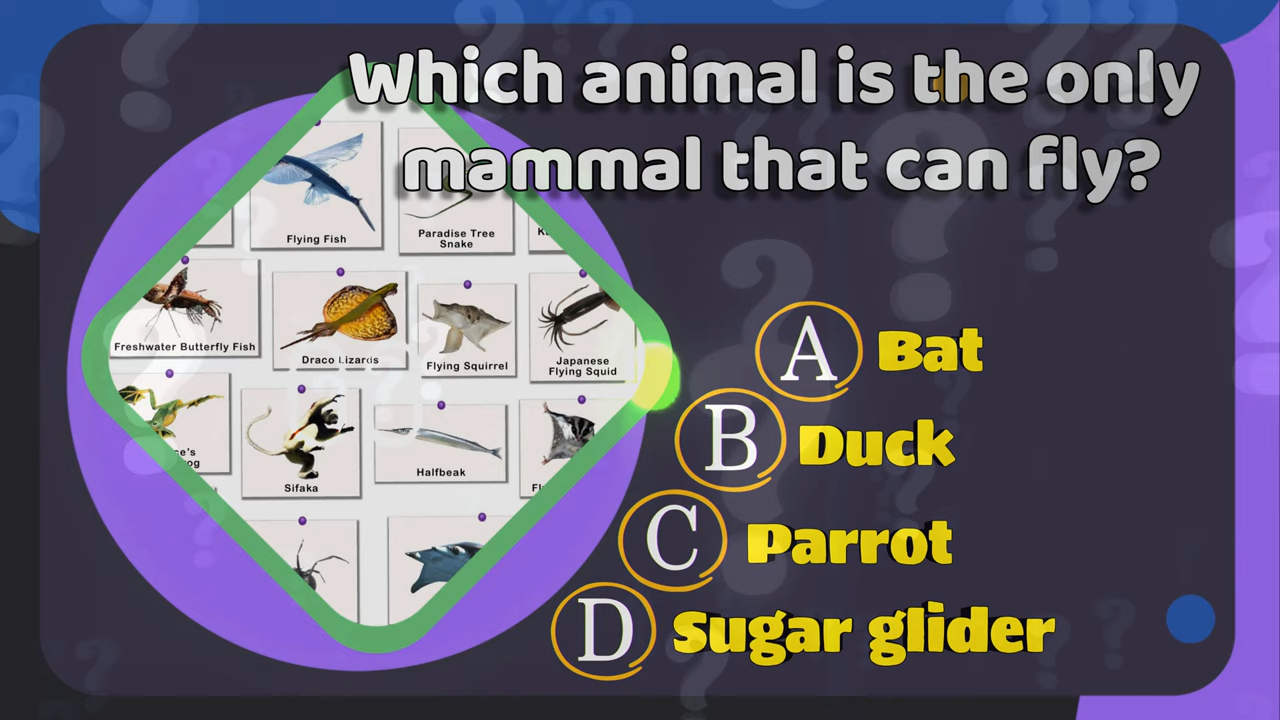 Which animal is the only
mammal that can fly?
Flying Fish
Paradise Tree
Snake
Freshwater Butterfly Fish
Draco Lizards
Flying Squirrel
Japanese
Flying Squid
Sifaka
Halfbeak
A Bat
B Duck
C Parrot
D Sugar glider